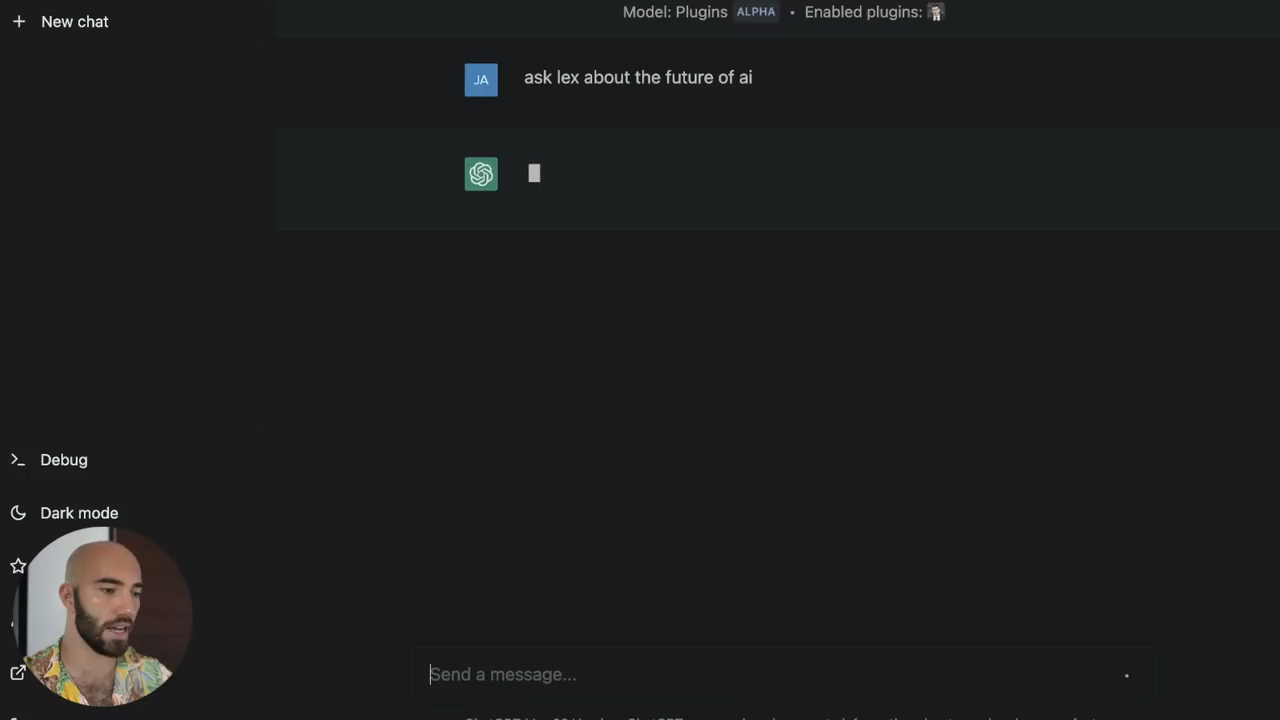 New chat
Model: Plugins ALPHA • Enabled plugins:
JA
ask lex about the future of ai
Debug
Dark mode
Send a message...